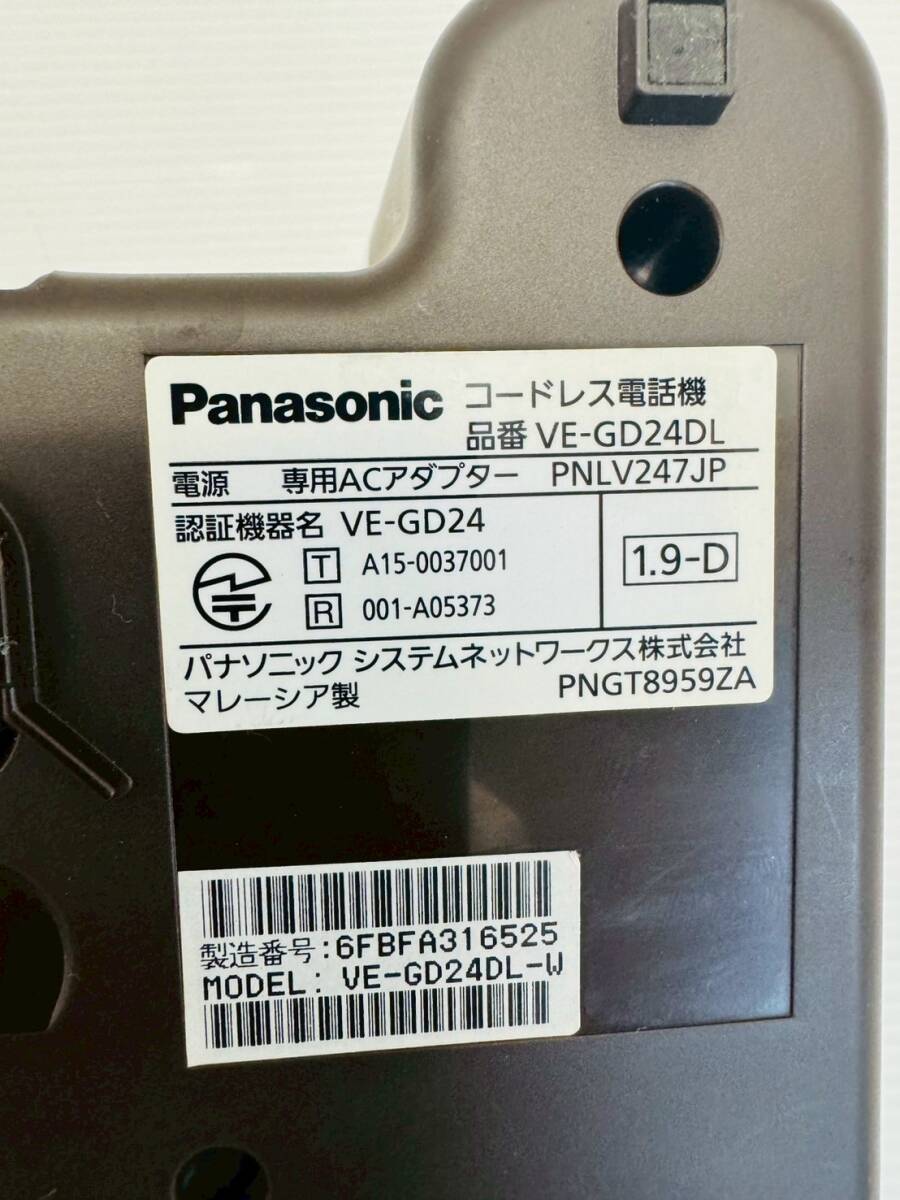 Panasonic コードレス電話機
品番 VE-GD24DL
電源 専用ACアダプター PNLV247JP
認証機器名 VE-GD24
T A15-0037001
R 001-A05373
1.9-D
パナソニック システムネットワークス株式会社
マレーシア製 PNGT8959ZA
製造番号:6FBFA316525
MODEL: VE-GD24DL-W